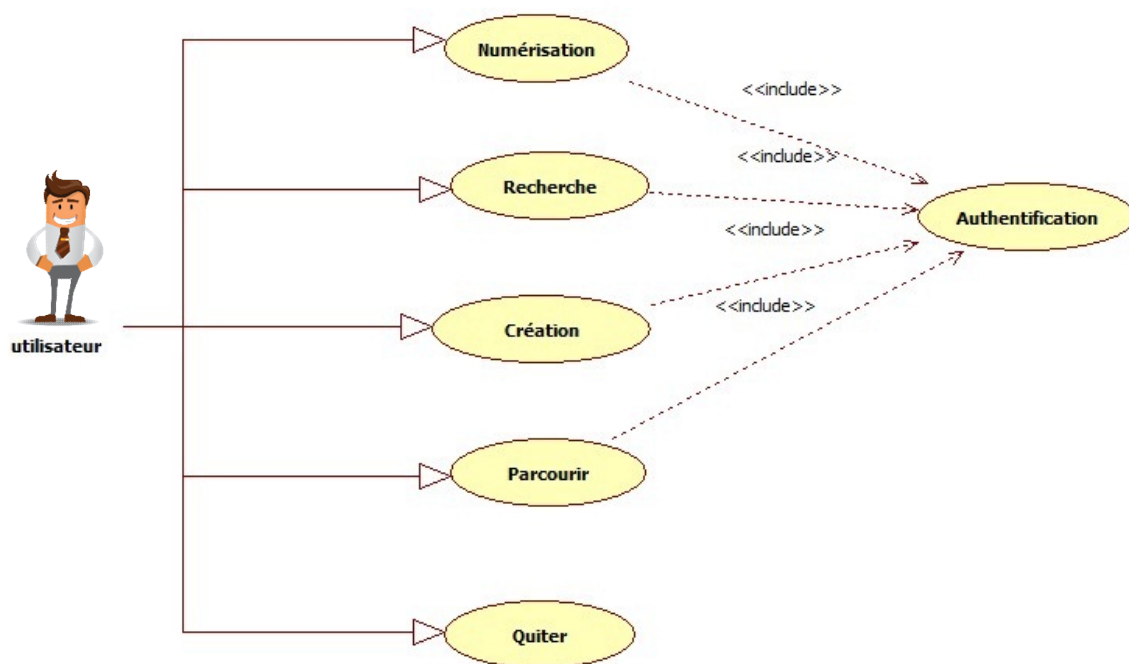 Numérisation
<<include>>
<<include>>
Recherche
Authentification
<<include>>
<<include>>
Création
utilisateur
Parcourir
Quiter